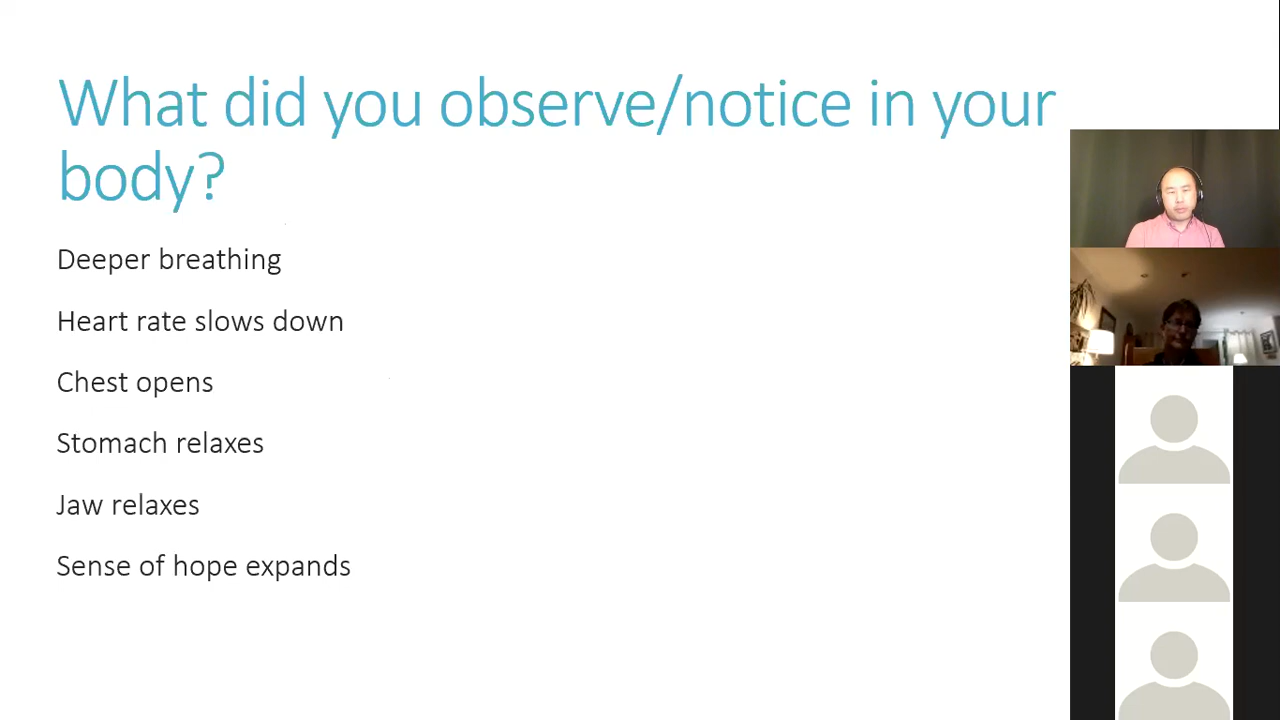 What did you observe/notice in your
body?
Deeper breathing
Heart rate slows down
Chest opens
Stomach relaxes
Jaw relaxes
Sense of hope expands